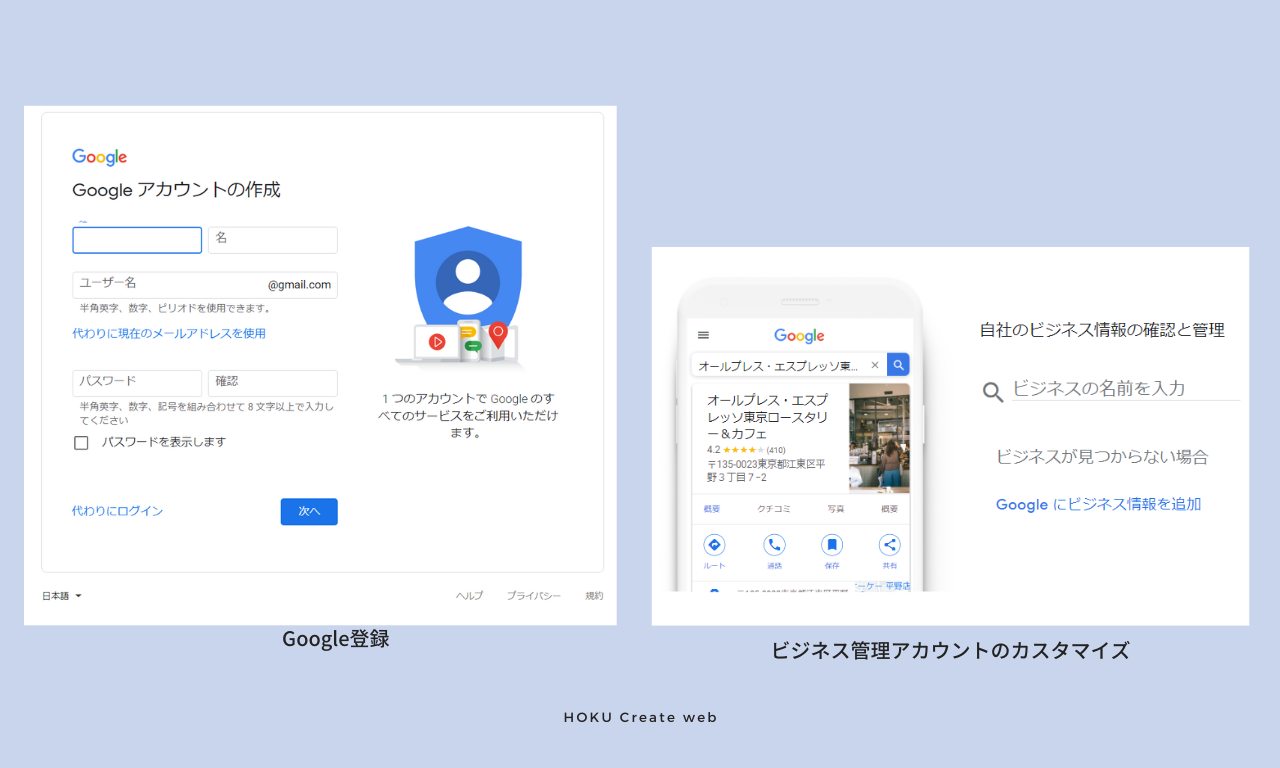 Google
Google アカウントの作成
名
ユーザー名
@gmail.com
半角英字、数字、ピリオドを使用できます。
代わりに現在のメールアドレスを使用
パスワード
確認
半角英字、数字、記号を組み合わせて 8 文字以上で入力し
てください
パスワードを表示します
代わりにログイン
次へ
1 つのアカウントで Google のす
べてのサービスをご利用いただけ
ます。
日本語
ヘルプ
プライバシー
規約
Google登録
Google
オールプレス・エスプレッソ東...
オールプレス・エスプ
レッソ東京ロースタリ
ー＆カフェ
4.2 ★★★★★ (410)
〒135-0023東京都江東区平
野３丁目７−２
概要
クチコミ
写真
概要
ルート
通話
保存
共有
自社のビジネス情報の確認と管理
ビジネスの名前を入力
ビジネスが見つからない場合
Google にビジネス情報を追加
ビジネス管理アカウントのカスタマイズ
HOKU Create web